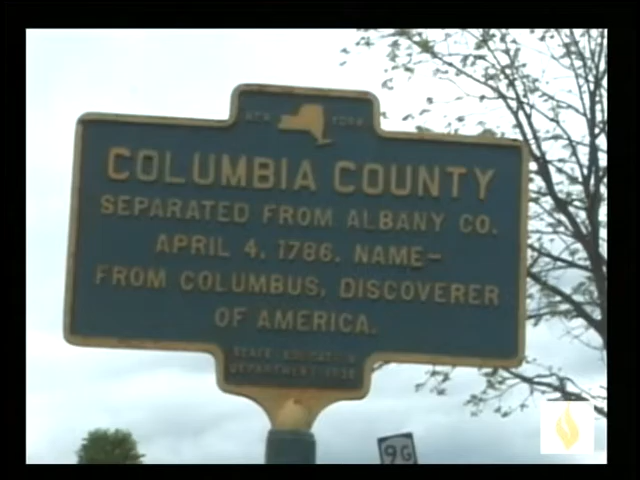 NEW YORK
COLUMBIA COUNTY
SEPARATED FROM ALBANY CO.
APRIL 4, 1786. NAME-
FROM COLUMBUS, DISCOVERER
OF AMERICA.
STATE EDUCATION
DEPARTMENT
9G